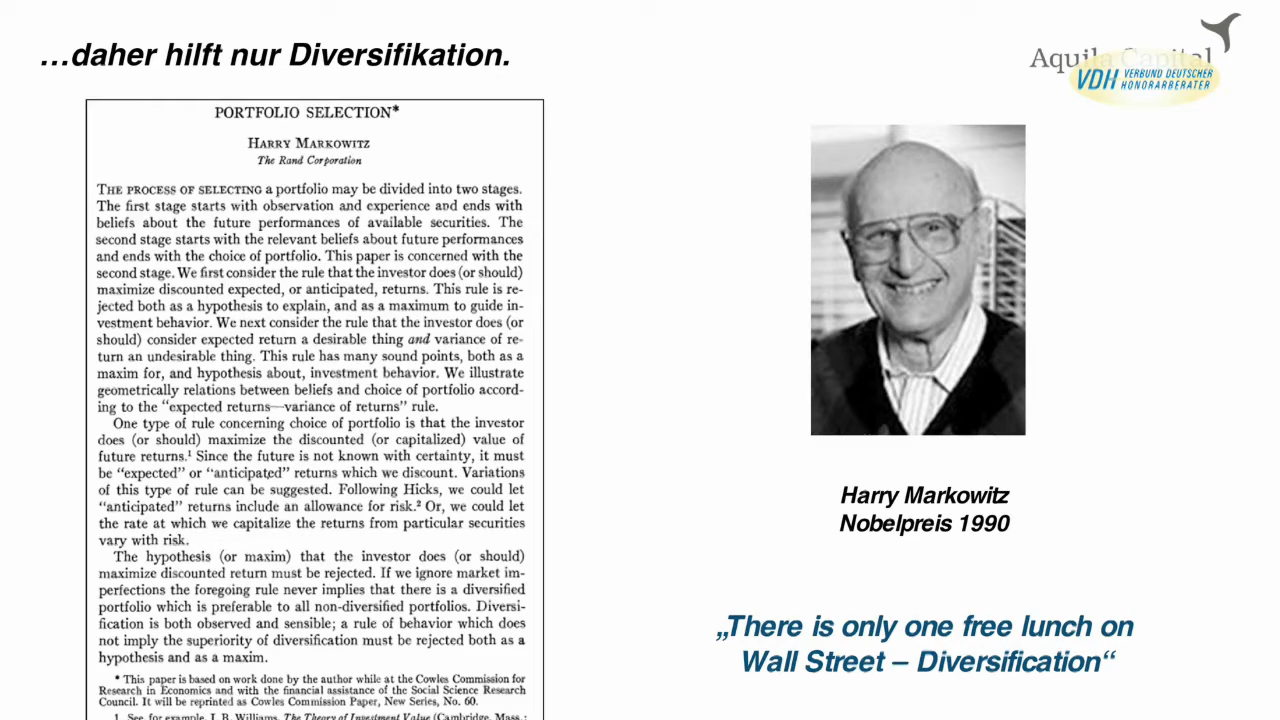 …daher hilft nur Diversifikation.
Aquila Capital
VDH VERBUND DEUTSCHER
HONORARBERATER
PORTFOLIO SELECTION*
HARRY MARKOWITZ
The Rand Corporation
THE PROCESS OF SELECTING a portfolio may be divided into two stages.
The first stage starts with observation and experience and ends with
beliefs about the future performances of available securities. The
second stage starts with the relevant beliefs about future performances
and ends with the choice of portfolio. This paper is concerned with the
second stage. We first consider the rule that the investor does (or should)
maximize discounted expected, or anticipated, returns. This rule is re-
jected both as a hypothesis to explain, and as a maximum to guide in-
vestment behavior. We next consider the rule that the investor does (or
should) consider expected return a desirable thing and variance of re-
turn an undesirable thing. This rule has many sound points, both as a
maxim for, and hypothesis about, investment behavior. We illustrate
geometrically relations between beliefs and choice of portfolio accord-
ing to the “expected returns—variance of returns” rule.
One type of rule concerning choice of portfolio is that the investor
does (or should) maximize the discounted (or capitalized) value of
future returns.¹ Since the future is not known with certainty, it must
be “expected” or “anticipated” returns which we discount. Variations
of this type of rule can be suggested. Following Hicks, we could let
“anticipated” returns include an allowance for risk.² Or, we could let
the rate at which we capitalize the returns from particular securities
vary with risk.
The hypothesis (or maxim) that the investor does (or should)
maximize discounted return must be rejected. If we ignore market im-
perfections the foregoing rule never implies that there is a diversified
portfolio which is preferable to all non-diversified portfolios. Diversi-
fication is both observed and sensible; a rule of behavior which does
not imply the superiority of diversification must be rejected both as a
hypothesis and as a maxim.
* This paper is based on work done by the author while at the Cowles Commission for
Research in Economics and with the financial assistance of the Social Science Research
Council. It will be reprinted as Cowles Commission Paper, New Series, No. 60.
1. See, for example, J. B. Williams, The Theory of Investment Value (Cambridge, Mass.:
Harry Markowitz
Nobelpreis 1990
„There is only one free lunch on
Wall Street – Diversification“